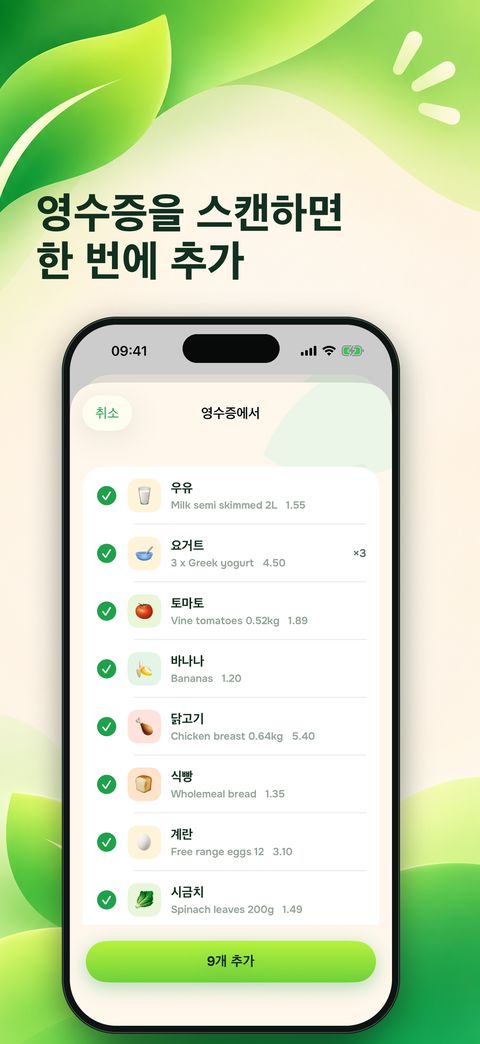 영수증을 스캔하면
한 번에 추가
09:41
취소
영수증에서
우유
Milk semi skimmed 2L 1.55
요거트
3 x Greek yogurt 4.50
×3
토마토
Vine tomatoes 0.52kg 1.89
바나나
Bananas 1.20
닭고기
Chicken breast 0.64kg 5.40
식빵
Wholemeal bread 1.35
계란
Free range eggs 12 3.10
시금치
Spinach leaves 200g 1.49
9개 추가